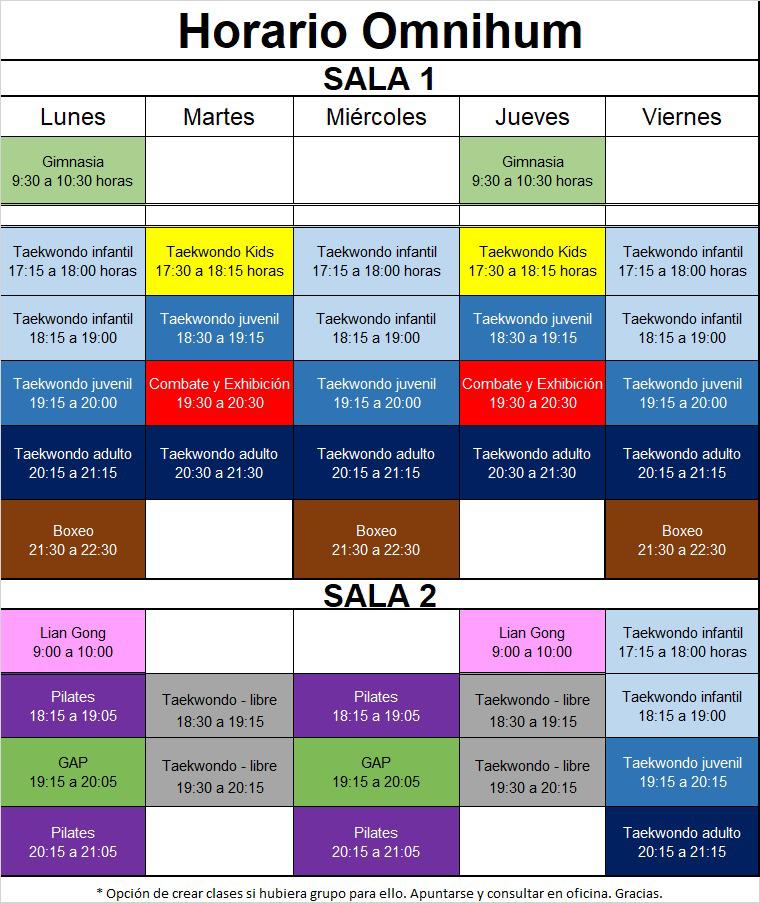 Horario Omnihum
SALA 1
Lunes Martes Miércoles Jueves Viernes
Gimnasia Gimnasia
9:30 a 10:30 horas 9:30 a 10:30 horas
Taekwondo infantil Taekwondo Kids Taekwondo infantil Taekwondo Kids Taekwondo infantil
17:15 a 18:00 horas 17:30 a 18:15 horas 17:15 a 18:00 horas 17:30 a 18:15 horas 17:15 a 18:00 horas
Taekwondo infantil Taekwondo juvenil Taekwondo infantil Taekwondo juvenil Taekwondo infantil
18:15 a 19:00 18:30 a 19:15 18:15 a 19:00 18:30 a 19:15 18:15 a 19:00
Taekwondo juvenil Combate y Exhibición Taekwondo juvenil Combate y Exhibición Taekwondo juvenil
19:15 a 20:00 19:30 a 20:30 19:15 a 20:00 19:30 a 20:30 19:15 a 20:00
Taekwondo adulto Taekwondo adulto Taekwondo adulto Taekwondo adulto Taekwondo adulto
20:15 a 21:15 20:30 a 21:30 20:15 a 21:15 20:30 a 21:30 20:15 a 21:15
Boxeo Boxeo Boxeo
21:30 a 22:30 21:30 a 22:30 21:30 a 22:30
SALA 2
Lian Gong Lian Gong Taekwondo infantil
9:00 a 10:00 9:00 a 10:00 17:15 a 18:00 horas
Pilates Taekwondo - libre Pilates Taekwondo - libre Taekwondo infantil
18:15 a 19:05 18:30 a 19:15 18:15 a 19:05 18:30 a 19:15 18:15 a 19:00
GAP Taekwondo - libre GAP Taekwondo - libre Taekwondo juvenil
19:15 a 20:05 19:30 a 20:15 19:15 a 20:05 19:30 a 20:15 19:15 a 20:15
Pilates Pilates Taekwondo adulto
20:15 a 21:05 20:15 a 21:05 20:15 a 21:15
* Opción de crear clases si hubiera grupo para ello. Apuntarse y consultar en oficina. Gracias.